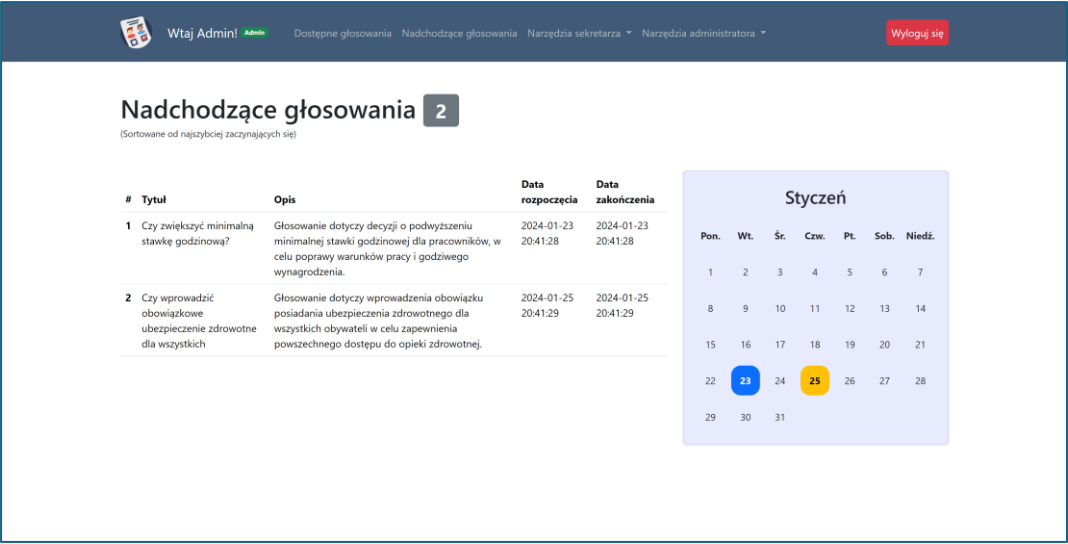 Wtaj Admin! Admin Dostępne głosowania Nadchodzące głosowania Narzędzia sekretarza Narzędzia administratora Wyloguj się
Nadchodzące głosowania 2
(Sortowane od najszybciej zaczynających się)
# Tytuł Opis Data rozpoczęcia Data zakończenia
1 Czy zwiększyć minimalną
stawkę godzinową?
Głosowanie dotyczy decyzji o podwyższeniu
minimalnej stawki godzinowej dla pracowników, w
celu poprawy warunków pracy i godziwego
wynagrodzenia.
2024-01-23
20:41:28
2024-01-23
20:41:28
2 Czy wprowadzić
obowiązkowe
ubezpieczenie zdrowotne
dla wszystkich
Głosowanie dotyczy wprowadzenia obowiązku
posiadania ubezpieczenia zdrowotnego dla
wszystkich obywateli w celu zapewnienia
powszechnego dostępu do opieki zdrowotnej.
2024-01-25
20:41:29
2024-01-25
20:41:29
Styczeń
Pon. Wt. Śr. Czw. Pt. Sob. Niedź.
1 2 3 4 5 6 7
8 9 10 11 12 13 14
15 16 17 18 19 20 21
22 23 24 25 26 27 28
29 30 31